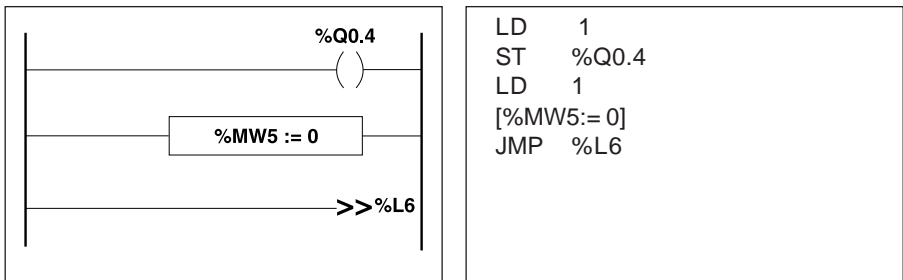 %Q0.4
( )
%MW5 := 0
>>%L6
LD 1
ST %Q0.4
LD 1
[%MW5:= 0]
JMP %L6